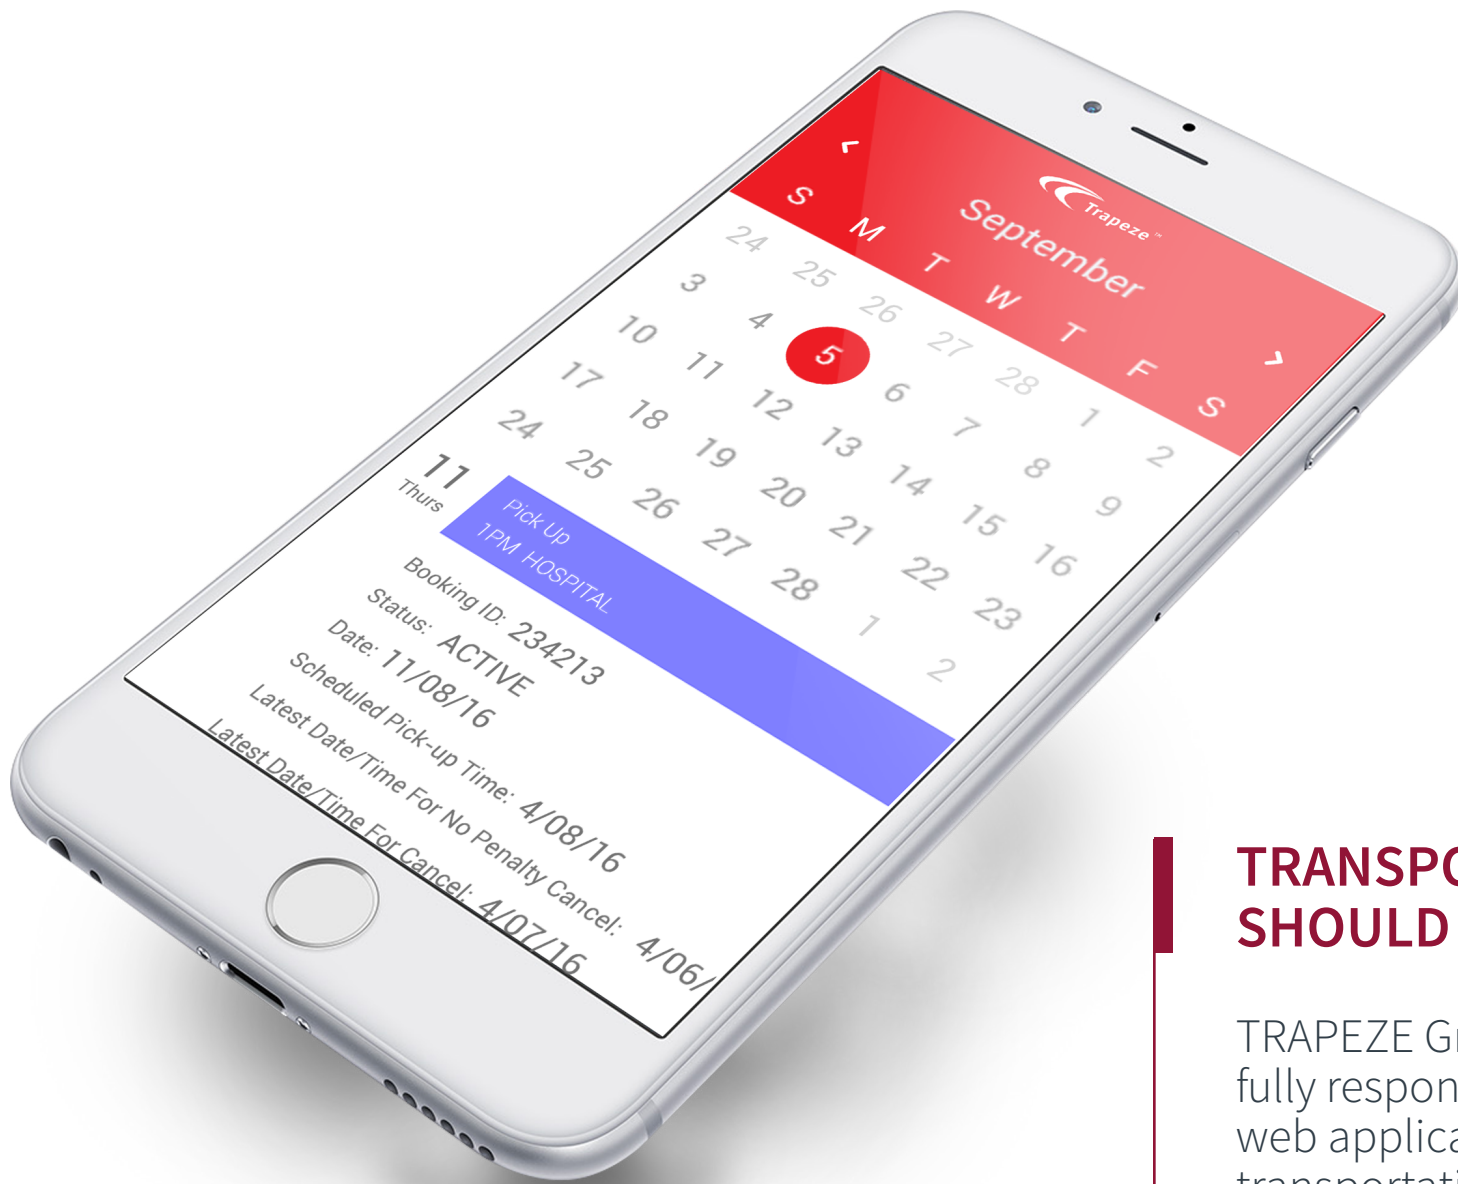 Trapeze™
‹ September ›
S M T W T F S
24 25 26 27 28 1 2
3 4 5 6 7 8 9
10 11 12 13 14 15 16
17 18 19 20 21 22 23
24 25 26 27 28 1 2
11
Thurs
Pick Up
1PM HOSPITAL
Booking ID: 234213
Status: ACTIVE
Date: 11/08/16
Scheduled Pick-up Time: 4/08/16
Latest Date/Time For No Penalty Cancel: 4/06/
Latest Date/Time For Cancel: 4/07/16
TRANSPO
SHOULD
TRAPEZE Gr
fully respon
web applica
transportati